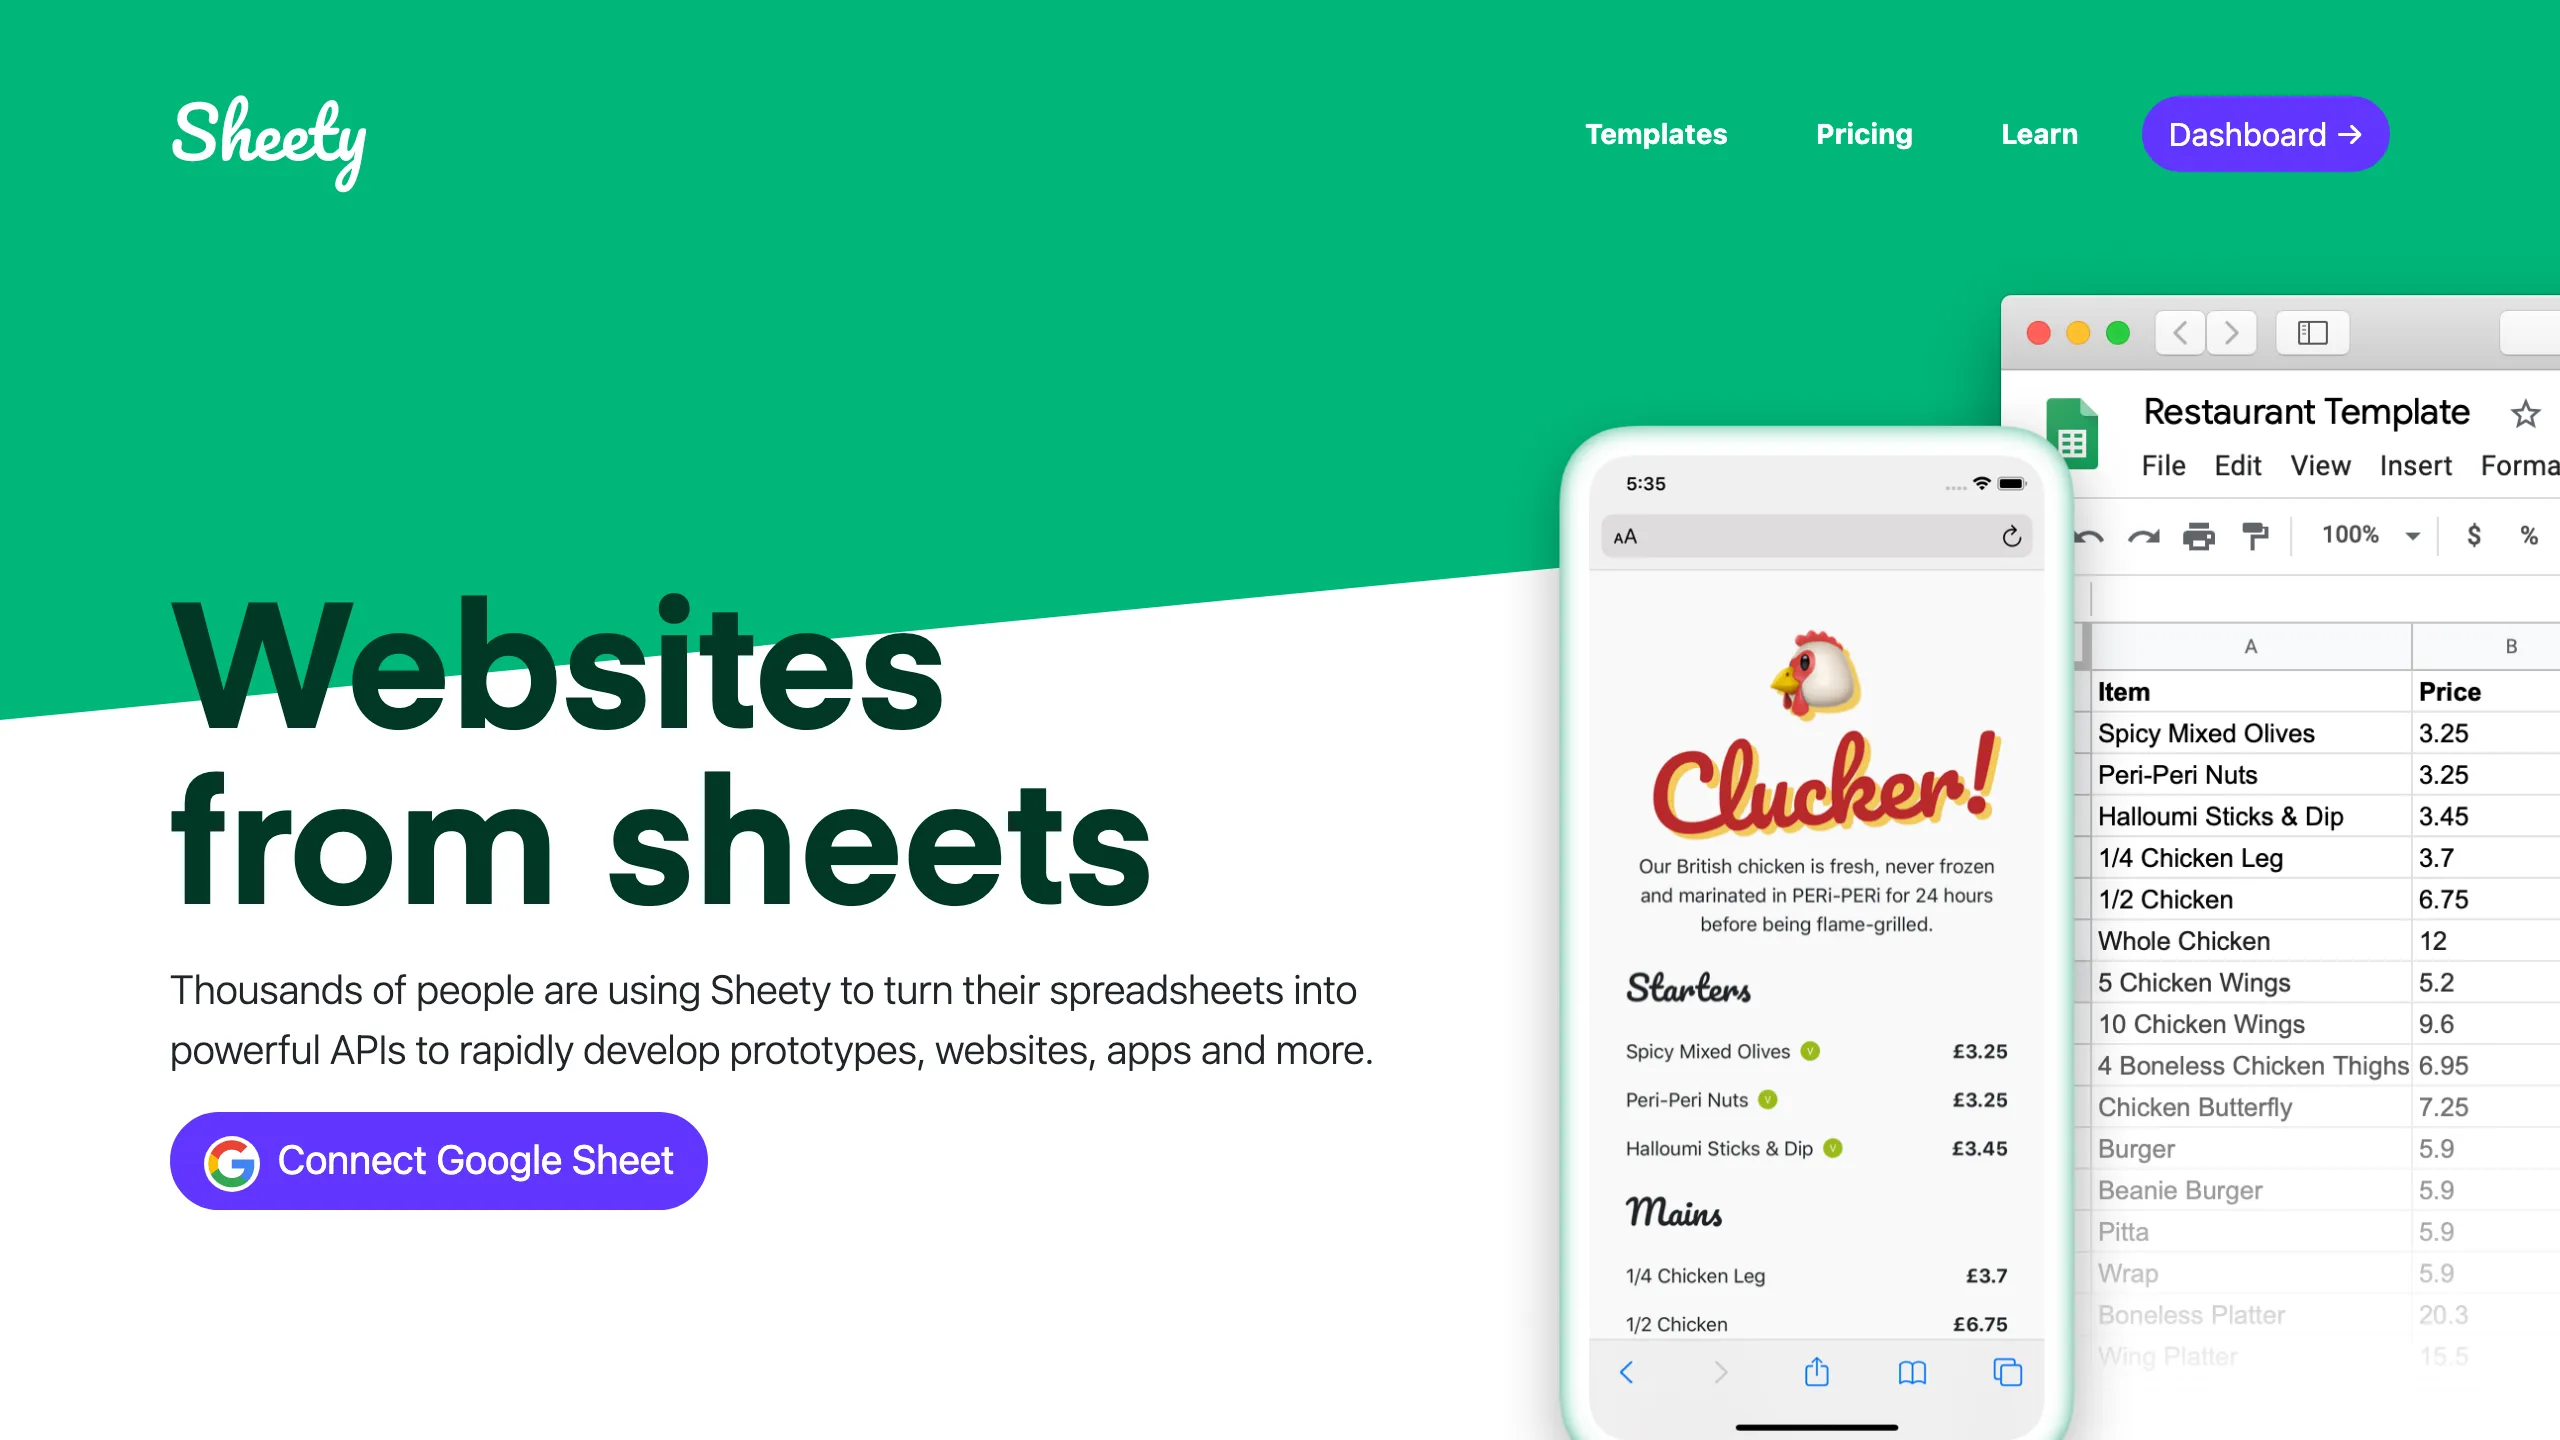 Sheety
Templates
Pricing
Learn
Dashboard →
Websites
from sheets
Thousands of people are using Sheety to turn their spreadsheets into
powerful APIs to rapidly develop prototypes, websites, apps and more.
Connect Google Sheet
5:35
AA
Clucker!
Our British chicken is fresh, never frozen
and marinated in PERi-PERi for 24 hours
before being flame-grilled.
Starters
Spicy Mixed Olives V £3.25
Peri-Peri Nuts V £3.25
Halloumi Sticks & Dip V £3.45
Mains
1/4 Chicken Leg £3.7
1/2 Chicken £6.75
Restaurant Template
File Edit View Insert Forma
100% $ %
A B
Item Price
Spicy Mixed Olives 3.25
Peri-Peri Nuts 3.25
Halloumi Sticks & Dip 3.45
1/4 Chicken Leg 3.7
1/2 Chicken 6.75
Whole Chicken 12
5 Chicken Wings 5.2
10 Chicken Wings 9.6
4 Boneless Chicken Thighs 6.95
Chicken Butterfly 7.25
Burger 5.9
Beanie Burger 5.9
Pitta 5.9
Wrap 5.9
Boneless Platter 20.3
Wing Platter 15.5